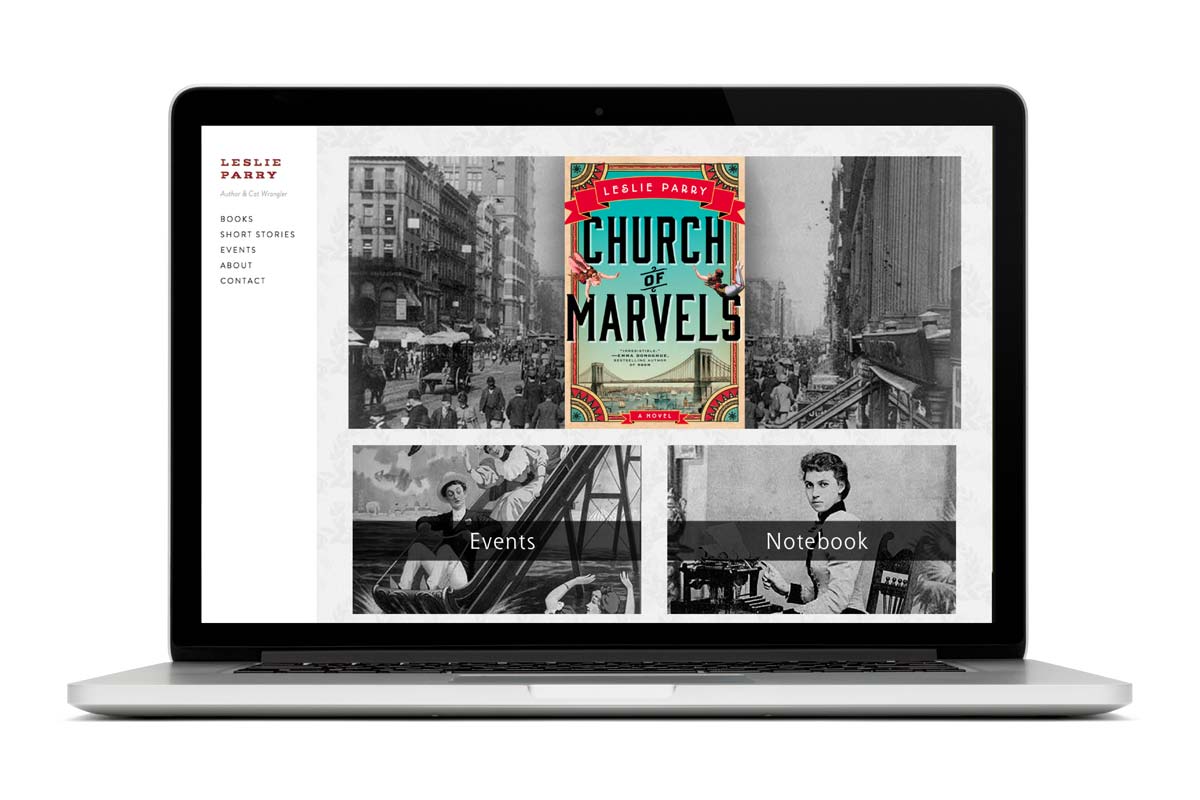 LESLIE
PARRY
Author & Cat Wrangler
BOOKS
SHORT STORIES
EVENTS
ABOUT
CONTACT
LESLIE PARRY
CHURCH
OF
MARVELS
"IRRESISTIBLE."
—EMMA DONOGHUE,
BESTSELLING AUTHOR
OF ROOM
A NOVEL
Events
Notebook